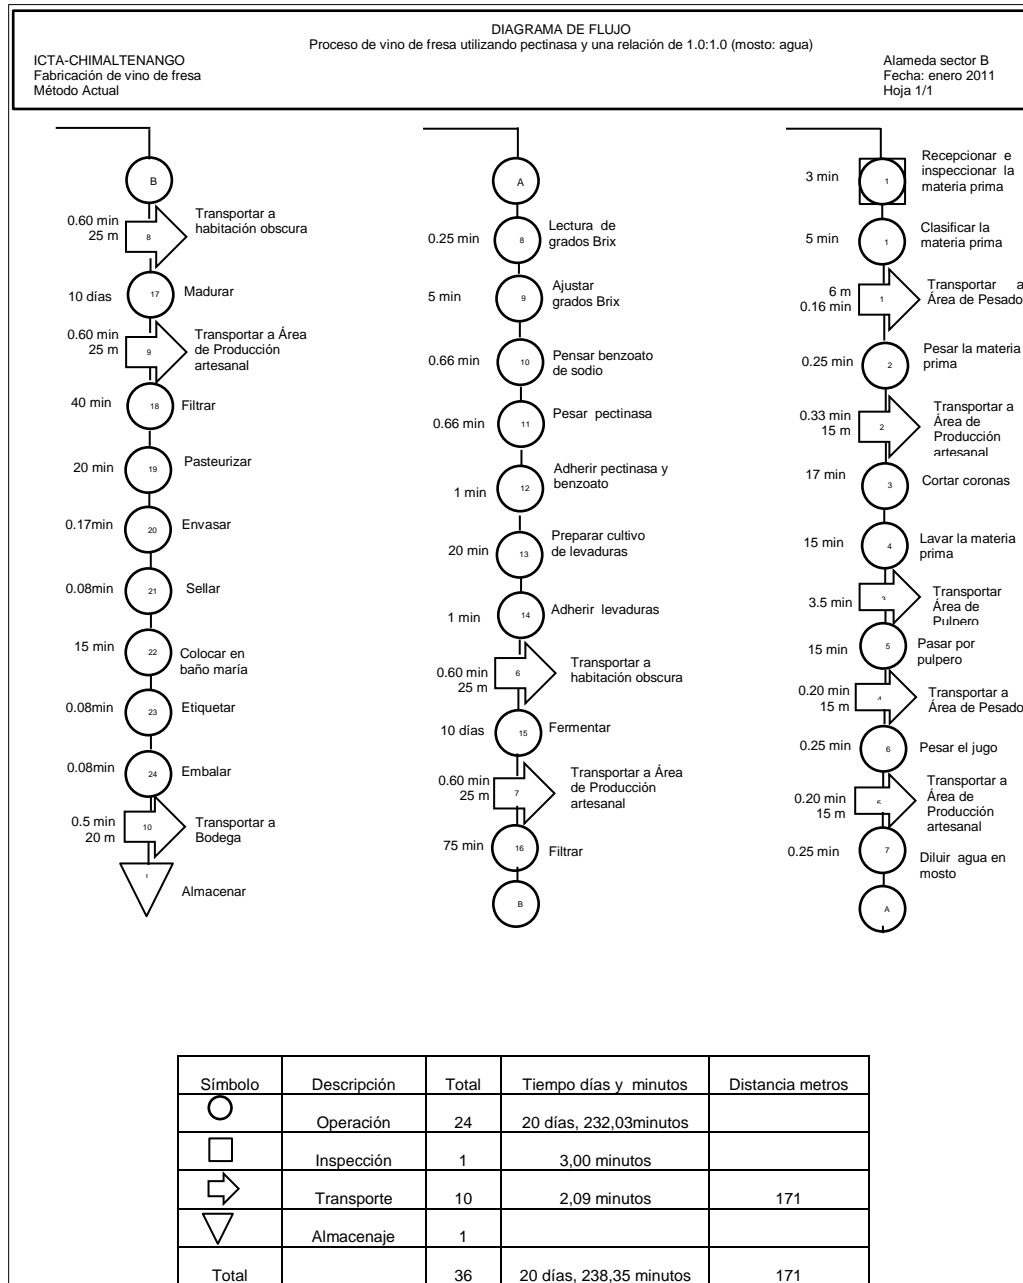 DIAGRAMA DE FLUJO
Proceso de vino de fresa utilizando pectinasa y una relación de 1.0:1.0 (mosto: agua)
ICTA-CHIMALTENANGO
Fabricación de vino de fresa
Método Actual
Alameda sector B
Fecha: enero 2011
Hoja 1/1
B
0.60 min
25 m
8
Transportar a
habitación obscura
10 días
17
Madurar
0.60 min
25 m
9
Transportar a Área
de Producción
artesanal
40 min
18
Filtrar
20 min
19
Pasteurizar
0.17min
20
Envasar
0.08min
21
Sellar
15 min
22
Colocar en
baño maría
0.08min
23
Etiquetar
0.08min
24
Embalar
0.5 min
20 m
10
Transportar a
Bodega
Almacenar
A
0.25 min
8
Lectura de
grados Brix
5 min
9
Ajustar
grados Brix
0.66 min
10
Pensar benzoato
de sodio
0.66 min
11
Pesar pectinasa
1 min
12
Adherir pectinasa y
benzoato
20 min
13
Preparar cultivo
de levaduras
1 min
14
Adherir levaduras
0.60 min
25 m
6
Transportar a
habitación obscura
10 días
15
Fermentar
0.60 min
25 m
7
Transportar a Área
de Producción
artesanal
75 min
16
Filtrar
B
3 min
1
Recepcionar e
inspeccionar la
materia prima
5 min
1
Clasificar la
materia prima
6 m
0.16 min
1
Transportar a
Área de Pesado
0.25 min
2
Pesar la materia
prima
0.33 min
15 m
2
Transportar a
Área de
Producción
artesanal
17 min
3
Cortar coronas
15 min
4
Lavar la materia
prima
3.5 min
3
Transportar
Área de
Pulpero
15 min
5
Pasar por
pulpero
0.20 min
15 m
4
Transportar a
Área de Pesado
0.25 min
6
Pesar el jugo
0.20 min
15 m
Transportar a
Área de
Producción
artesanal
0.25 min
7
Diluir agua en
mosto
A
Símbolo Descripción Total Tiempo días y minutos Distancia metros
Operación 24 20 días, 232,03minutos
Inspección 1 3,00 minutos
Transporte 10 2,09 minutos 171
Almacenaje 1
Total 36 20 días, 238,35 minutos 171